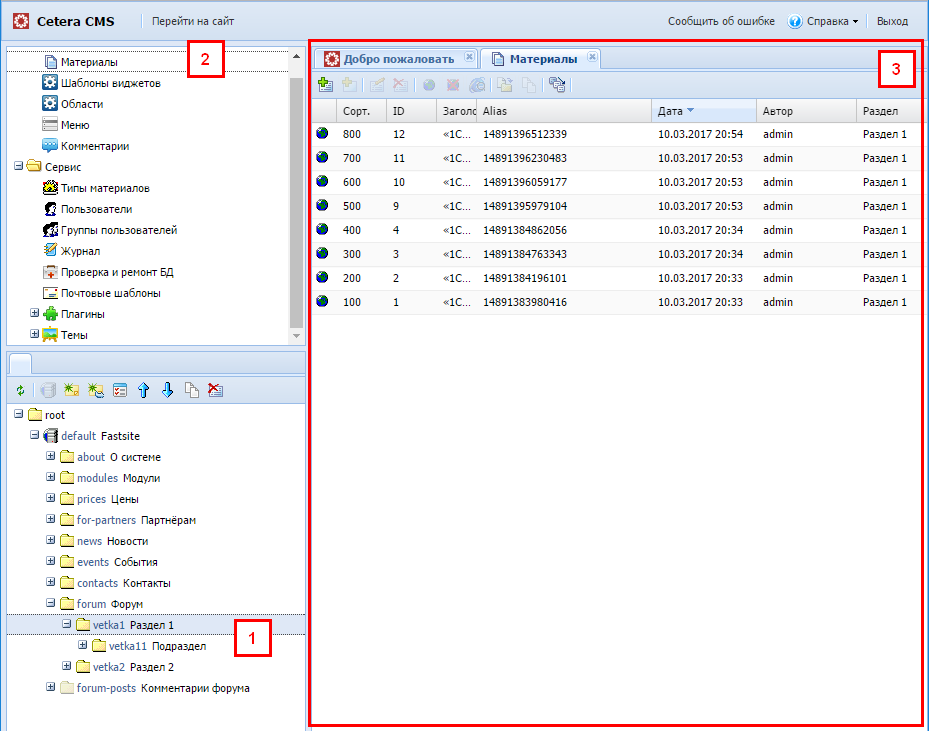 Cetera CMS Перейти на сайт Сообщить об ошибке Справка Выход
Материалы
Шаблоны виджетов
Области
Меню
Комментарии
Сервис
Типы материалов
Пользователи
Группы пользователей
Журнал
Проверка и ремонт БД
Почтовые шаблоны
Плагины
Темы
2
root
default Fastsite
about О системе
modules Модули
prices Цены
for-partners Партнёрам
news Новости
events События
contacts Контакты
forum Форум
vetka1 Раздел 1
vetka11 Подраздел
vetka2 Раздел 2
forum-posts Комментарии форума
1
Добро пожаловать Материалы
3
Сорт. ID Заголо Alias Дата Автор Раздел
800 12 «1С... 14891396512339 10.03.2017 20:54 admin Раздел 1
700 11 «1С... 14891396230483 10.03.2017 20:53 admin Раздел 1
600 10 «1С... 14891396059177 10.03.2017 20:53 admin Раздел 1
500 9 «1С... 14891395979104 10.03.2017 20:53 admin Раздел 1
400 4 «1С... 14891384862056 10.03.2017 20:34 admin Раздел 1
300 3 «1С... 14891384763343 10.03.2017 20:34 admin Раздел 1
200 2 «1С... 14891384196101 10.03.2017 20:33 admin Раздел 1
100 1 «1С... 14891383980416 10.03.2017 20:33 admin Раздел 1